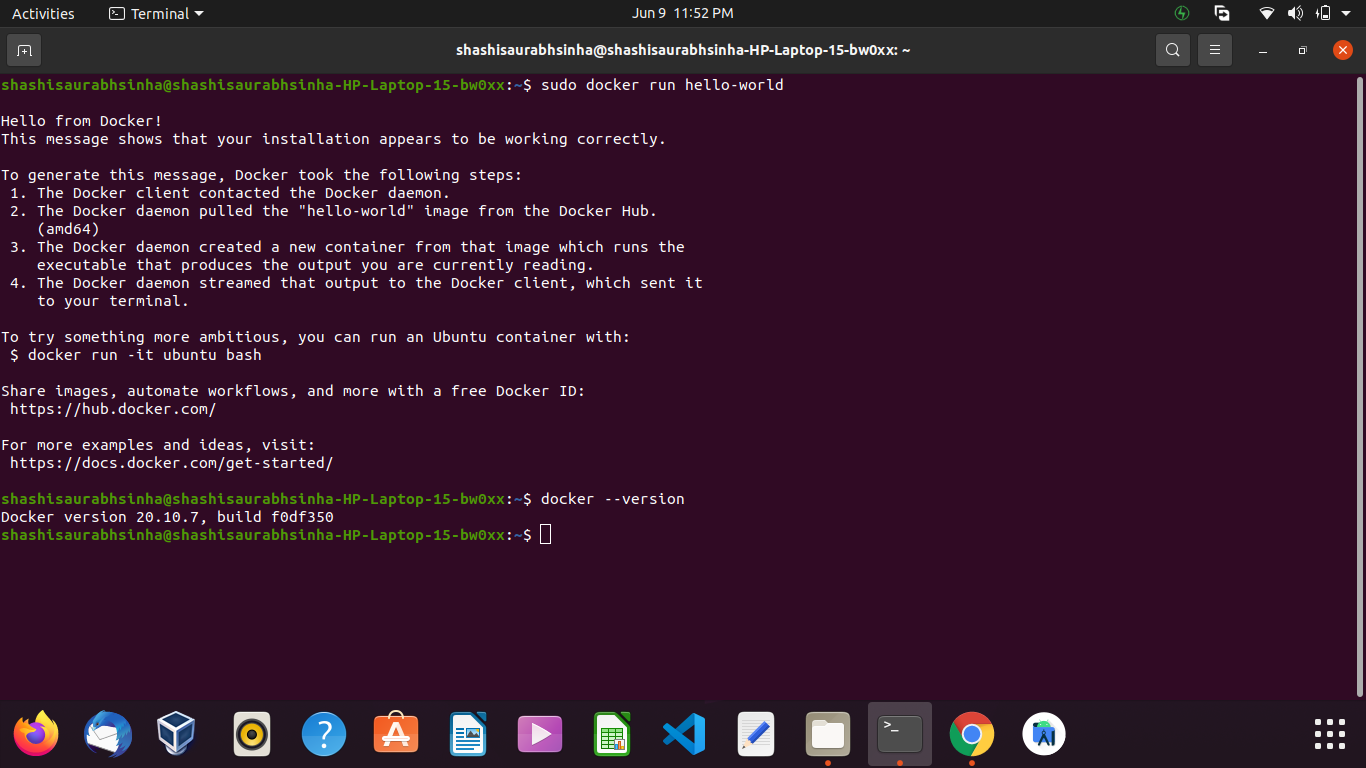 Activities
Terminal
Jun 9 11:52 PM
shashisaurabhsinha@shashisaurabhsinha-HP-Laptop-15-bw0xx: ~
shashisaurabhsinha@shashisaurabhsinha-HP-Laptop-15-bw0xx:~$ sudo docker run hello-world
Hello from Docker!
This message shows that your installation appears to be working correctly.
To generate this message, Docker took the following steps:
1. The Docker client contacted the Docker daemon.
2. The Docker daemon pulled the "hello-world" image from the Docker Hub.
(amd64)
3. The Docker daemon created a new container from that image which runs the
executable that produces the output you are currently reading.
4. The Docker daemon streamed that output to the Docker client, which sent it
to your terminal.
To try something more ambitious, you can run an Ubuntu container with:
$ docker run -it ubuntu bash
Share images, automate workflows, and more with a free Docker ID:
https://hub.docker.com/
For more examples and ideas, visit:
https://docs.docker.com/get-started/
shashisaurabhsinha@shashisaurabhsinha-HP-Laptop-15-bw0xx:~$ docker --version
Docker version 20.10.7, build f0df350
shashisaurabhsinha@shashisaurabhsinha-HP-Laptop-15-bw0xx:~$